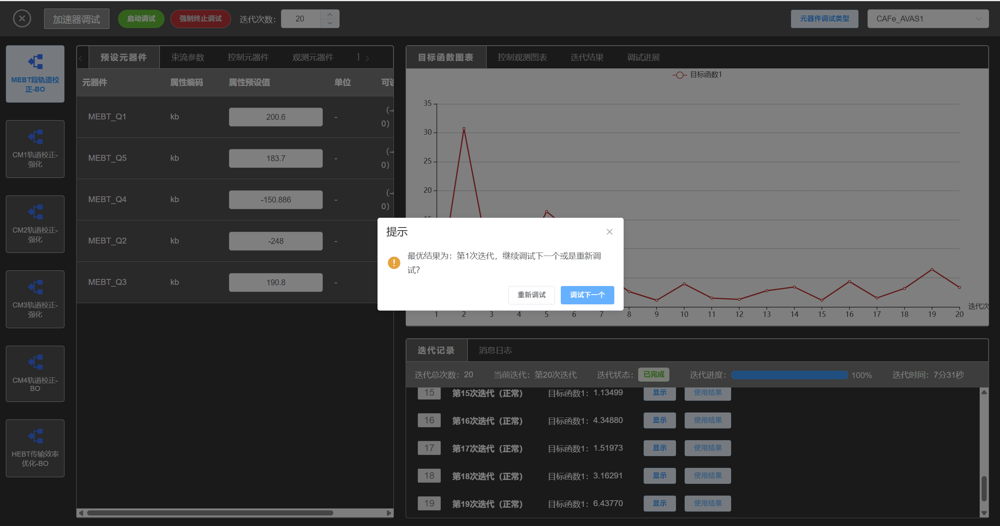 加速器调试
启动调试
强制终止调试
迭代次数：
20
元器件调试类型
CAFe_AVAS1
MEBT段轨道校
正-BO
CM1轨道校正-
强化
CM2轨道校正-
强化
CM3轨道校正-
强化
CM4轨道校正-
BO
HEBT传输效率
优化-BO
预设元器件 束流参数 控制元器件 观测元器件
元器件 属性编码 属性预设值 单位
MEBT_Q1 kb 200.6 - (-4
0)
MEBT_Q5 kb 183.7 - (-4
0)
MEBT_Q4 kb -150.886 - (-4
0)
MEBT_Q2 kb -248 -
MEBT_Q3 kb 190.8 -
目标函数图表 控制观测图表 迭代结果 调试进展
目标函数1
35
30
25
20
15
1 2 3 4 5 6 7 8 9 10 11 12 13 14 15 16 17 18 19 20
迭代次
提示
最优结果为：第1次迭代，继续调试下一个或是重新调
试？
重新调试 调试下一个
迭代记录 消息日志
迭代总次数：20 当前迭代：第20次迭代 迭代状态：已完成 迭代进度：100% 迭代时间：7分31秒
15 第15次迭代（正常） 目标函数1：1.13499 显示 使用结果
16 第16次迭代（正常） 目标函数1：4.34880 显示 使用结果
17 第17次迭代（正常） 目标函数1：1.51973 显示 使用结果
18 第18次迭代（正常） 目标函数1：3.16291 显示 使用结果
19 第19次迭代（正常） 目标函数1：6.43770 显示 使用结果